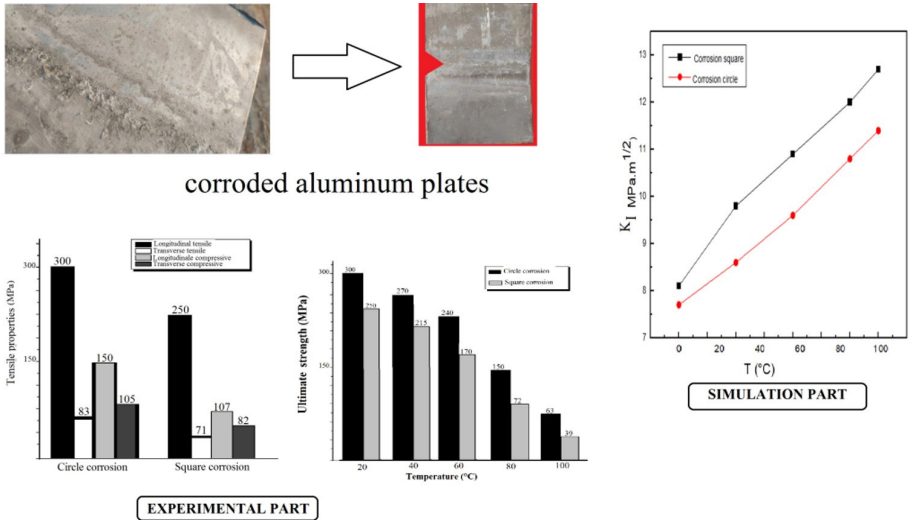 corroded aluminum plates
Longitudinal tensile
Transverse tensile
Longitudinale compressive
Transverse compressive
Tensile properties (MPa)
300
150
300
83
150
105
250
71
107
82
Circle corrosion
Square corrosion
Circle corrosion
Square corrosion
Ultimate strength (MPa)
300
150
300
250
270
215
240
170
150
72
63
39
20
40
60
80
100
Temperature (°C)
EXPERIMENTAL PART
Corrosion square
Corrosion circle
K_I MPa.m^1/2)
13
12
11
10
9
8
7
0
20
40
60
80
100
T (°C)
SIMULATION PART